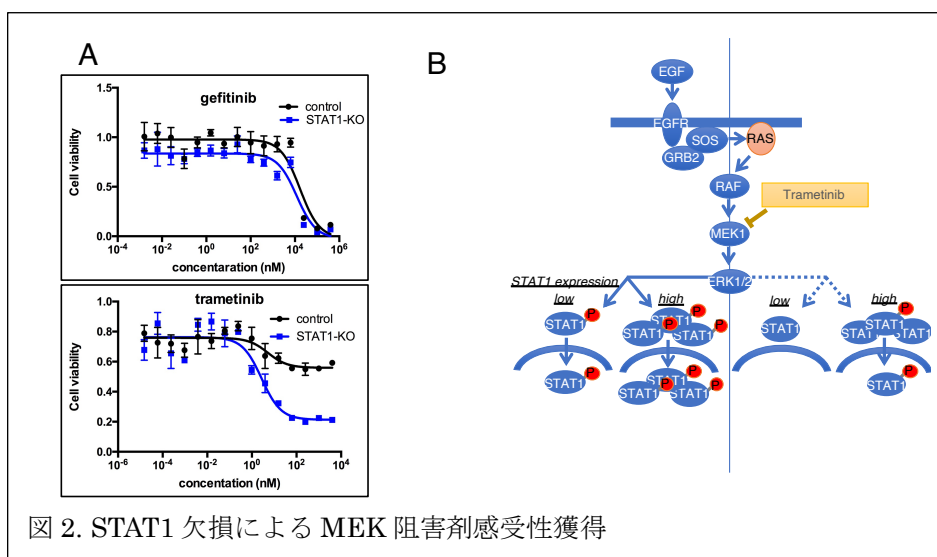 A
gefitinib
control
STAT1-KO
Cell viability
1.5
1.0
0.5
0.0
10-4
10-2
100
102
104
106
concentaration (nM)
trametinib
control
STAT1-KO
Cell viability
1.0
0.8
0.6
0.4
0.2
0.0
10-6
10-4
10-2
100
102
104
concentation (nM)
B
EGF
EGFR
SOS
RAS
GRB2
RAF
Trametinib
MEK1
ERK1/2
STAT1 expression
low
high
low
high
STAT1
P
STAT1
STAT1
STAT1
P
P
P
STAT1
STAT1
STAT1
STAT1
P
STAT1
P
STAT1
STAT1
STAT1
P
P
P
STAT1
P
図 2. STAT1 欠損による MEK 阻害剤感受性獲得